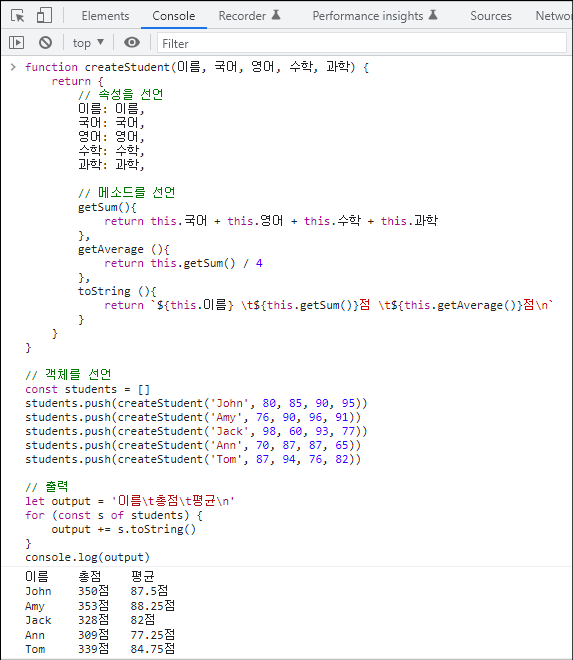 Elements Console Recorder Performance insights Sources Networ
top Filter
function createStudent(이름, 국어, 영어, 수학, 과학) {
return {
// 속성을 선언
이름: 이름,
국어: 국어,
영어: 영어,
수학: 수학,
과학: 과학,
// 메소드를 선언
getSum(){
return this.국어 + this.영어 + this.수학 + this.과학
},
getAverage (){
return this.getSum() / 4
},
toString (){
return `${this.이름} \t${this.getSum()}점 \t${this.getAverage()}점\n`
}
}
}
// 객체를 선언
const students = []
students.push(createStudent('John', 80, 85, 90, 95))
students.push(createStudent('Amy', 76, 90, 96, 91))
students.push(createStudent('Jack', 98, 60, 93, 77))
students.push(createStudent('Ann', 70, 87, 87, 65))
students.push(createStudent('Tom', 87, 94, 76, 82))
// 출력
let output = '이름\t총점\t평균\n'
for (const s of students) {
output += s.toString()
}
console.log(output)
이름 총점 평균
John 350점 87.5점
Amy 353점 88.25점
Jack 328점 82점
Ann 309점 77.25점
Tom 339점 84.75점